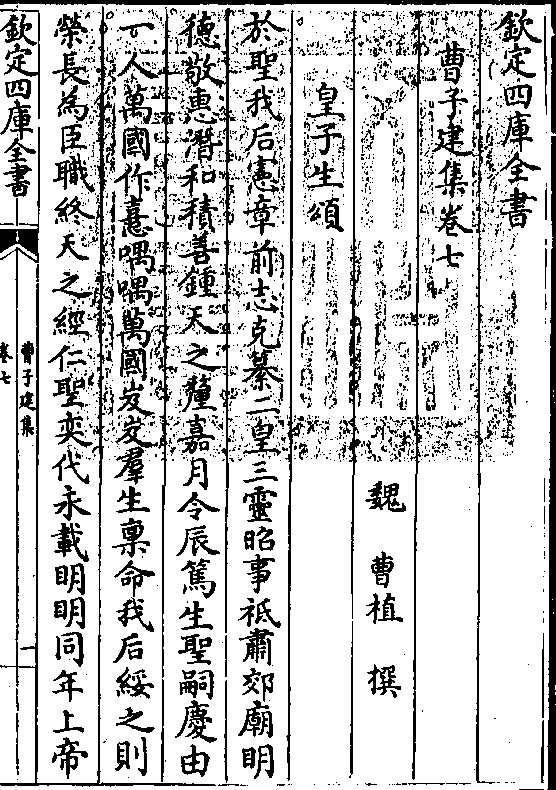 欽定四庫全書
曹子建集卷七
魏 曹植 撰
皇子生頌
於聖我后憲章前志克纂二皇三靈昭事祗肅郊廟明
德敬惠潛和積善鍾天之釐嘉月令辰篤生聖嗣慶由
一人萬國作憙喁喁萬國岌岌羣生稟命我后綏之則
榮長為臣職終天之經仁聖奕代永載明明同年上帝
欽定四庫全書
曹子建集
卷七
一